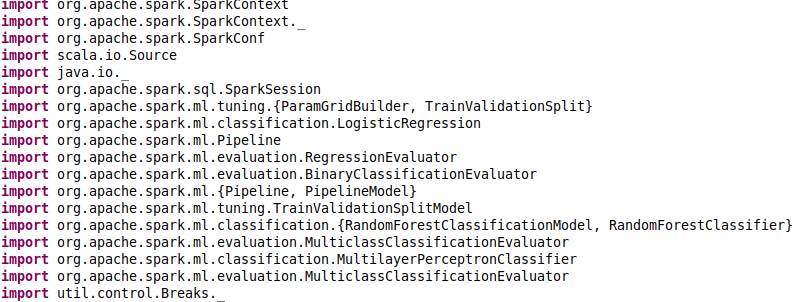 import org.apache.spark.SparkContext
import org.apache.spark.SparkContext._
import org.apache.spark.SparkConf
import scala.io.Source
import java.io._
import org.apache.spark.sql.SparkSession
import org.apache.spark.ml.tuning.{ParamGridBuilder, TrainValidationSplit}
import org.apache.spark.ml.classification.LogisticRegression
import org.apache.spark.ml.Pipeline
import org.apache.spark.ml.evaluation.RegressionEvaluator
import org.apache.spark.ml.evaluation.BinaryClassificationEvaluator
import org.apache.spark.ml.{Pipeline, PipelineModel}
import org.apache.spark.ml.tuning.TrainValidationSplitModel
import org.apache.spark.ml.classification.{RandomForestClassificationModel, RandomForestClassifier}
import org.apache.spark.ml.evaluation.MulticlassClassificationEvaluator
import org.apache.spark.ml.classification.MultilayerPerceptronClassifier
import org.apache.spark.ml.evaluation.MulticlassClassificationEvaluator
import util.control.Breaks._